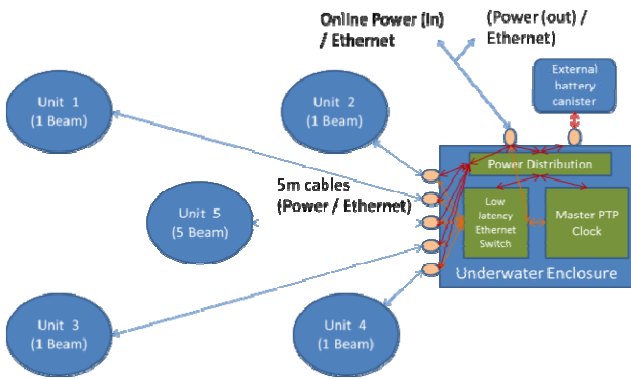 Online Power (in)
/ Ethernet
(Power (out) /
Ethernet)
External
battery
canister
Unit 1
(1 Beam)
Unit 2
(1 Beam)
Power Distribution
5m cables
(Power / Ethernet)
Unit 5
(5 Beam)
Low
latency
Ethernet
Switch
Master PTP
Clock
Underwater Enclosure
Unit 3
(1 Beam)
Unit 4
(1 Beam)